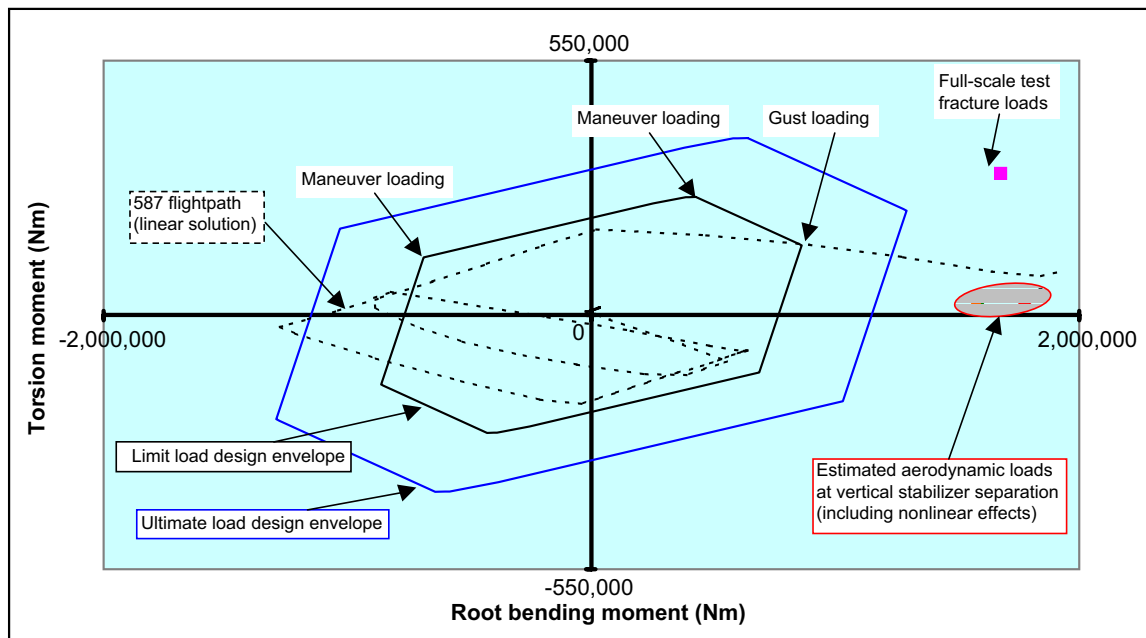 550,000
Full-scale test
fracture loads
Maneuver loading
Gust loading
Maneuver loading
587 flightpath
(linear solution)
Torsion moment (Nm)
-2,000,000
0
2,000,000
Limit load design envelope
Estimated aerodynamic loads
at vertical stabilizer separation
(including nonlinear effects)
Ultimate load design envelope
-550,000
Root bending moment (Nm)